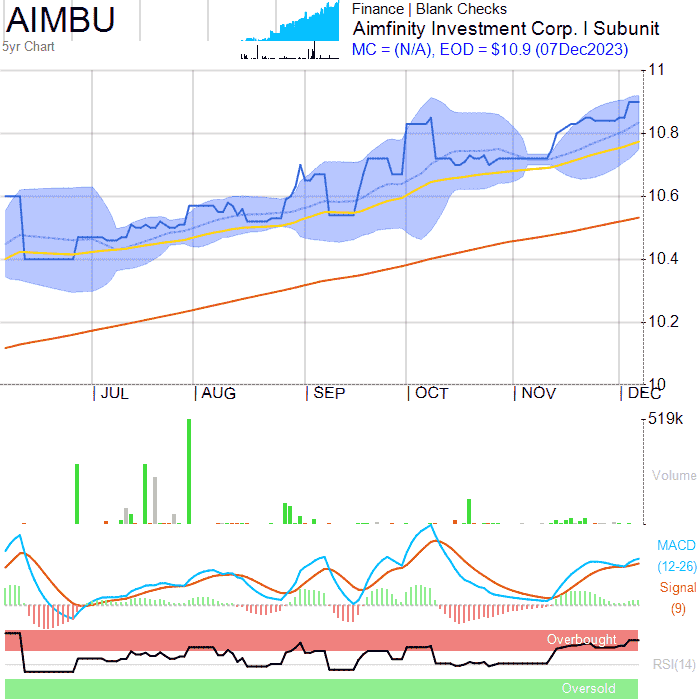 AIMBU
5yr Chart
Finance | Blank Checks
Aimfinity Investment Corp. I Subunit
MC = (N/A), EOD = $10.9 (07Dec2023)
11
10.8
10.6
10.4
10.2
10
JUL AUG SEP OCT NOV DEC
519k
Volume
MACD
(12-26)
Signal
(9)
Overbought
RSI(14)
Oversold